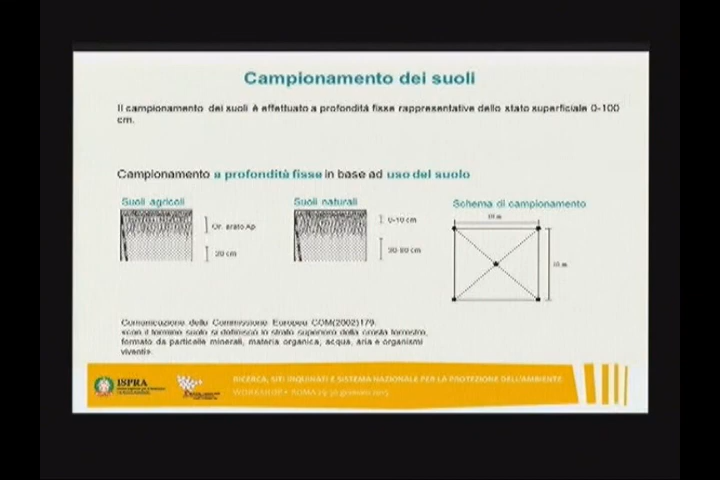 Campionamento dei suoli
Il campionamento dei suoli è effettuato a profondità fisse rappresentative dello stato superficiale 0-100
cm.
Campionamento a profondità fisse in base ad uso del suolo
Suoli agricoli
Suoli naturali
Schema di campionamento
Or. arato Ap
20 cm
0-10 cm
10 m
10 m
Comunicazione della Commissione Europea COM(2002)179.
«con il termine suolo si definisce lo strato superiore della crosta terrestre,
formato da particelle minerali, materia organica, acqua, aria e organismi
viventi».
ISPRA
RICERCA, SITI INQUINATI E SISTEMA NAZIONALE PER LA PROTEZIONE DELL'AMBIENTE
WORKSHOP • ROMA